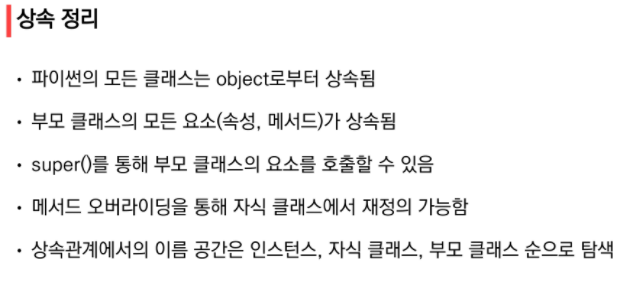 상속 정리
• 파이썬의 모든 클래스는 object로부터 상속됨
• 부모 클래스의 모든 요소(속성, 메서드)가 상속됨
• super()를 통해 부모 클래스의 요소를 호출할 수 있음
• 메서드 오버라이딩을 통해 자식 클래스에서 재정의 가능함
• 상속관계에서의 이름 공간은 인스턴스, 자식 클래스, 부모 클래스 순으로 탐색